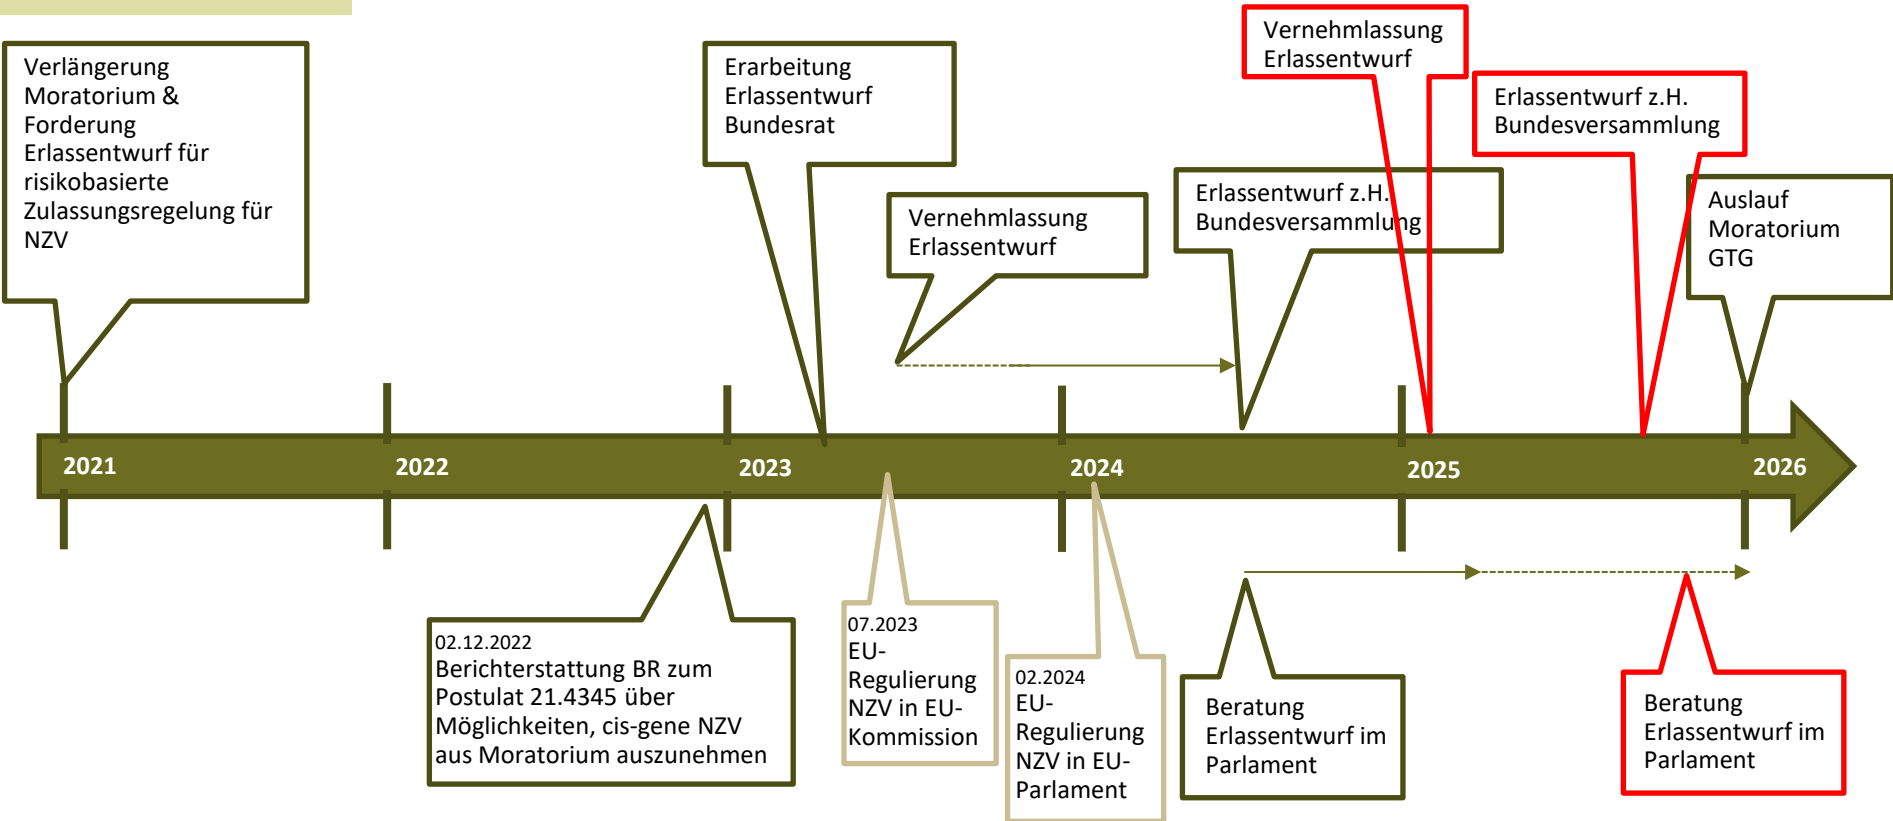 Verlängerung
Moratorium &
Forderung
Erlassentwurf für
risikobasierte
Zulassungsregelung für
NZV
Erarbeitung
Erlassentwurf
Bundesrat
Vernehmlassung
Erlassentwurf
Erlassentwurf z.H.
Bundesversammlung
Vernehmlassung
Erlassentwurf
Erlassentwurf z.H.
Bundesversammlung
Auslauf
Moratorium
GTG
2021
2022
2023
2024
2025
2026
02.12.2022
Berichterstattung BR zum
Postulat 21.4345 über
Möglichkeiten, cis-gene NZV
aus Moratorium auszunehmen
07.2023
EU-
Regulierung
NZV in EU-
Kommission
02.2024
EU-
Regulierung
NZV in EU-
Parlament
Beratung
Erlassentwurf im
Parlament
Beratung
Erlassentwurf im
Parlament